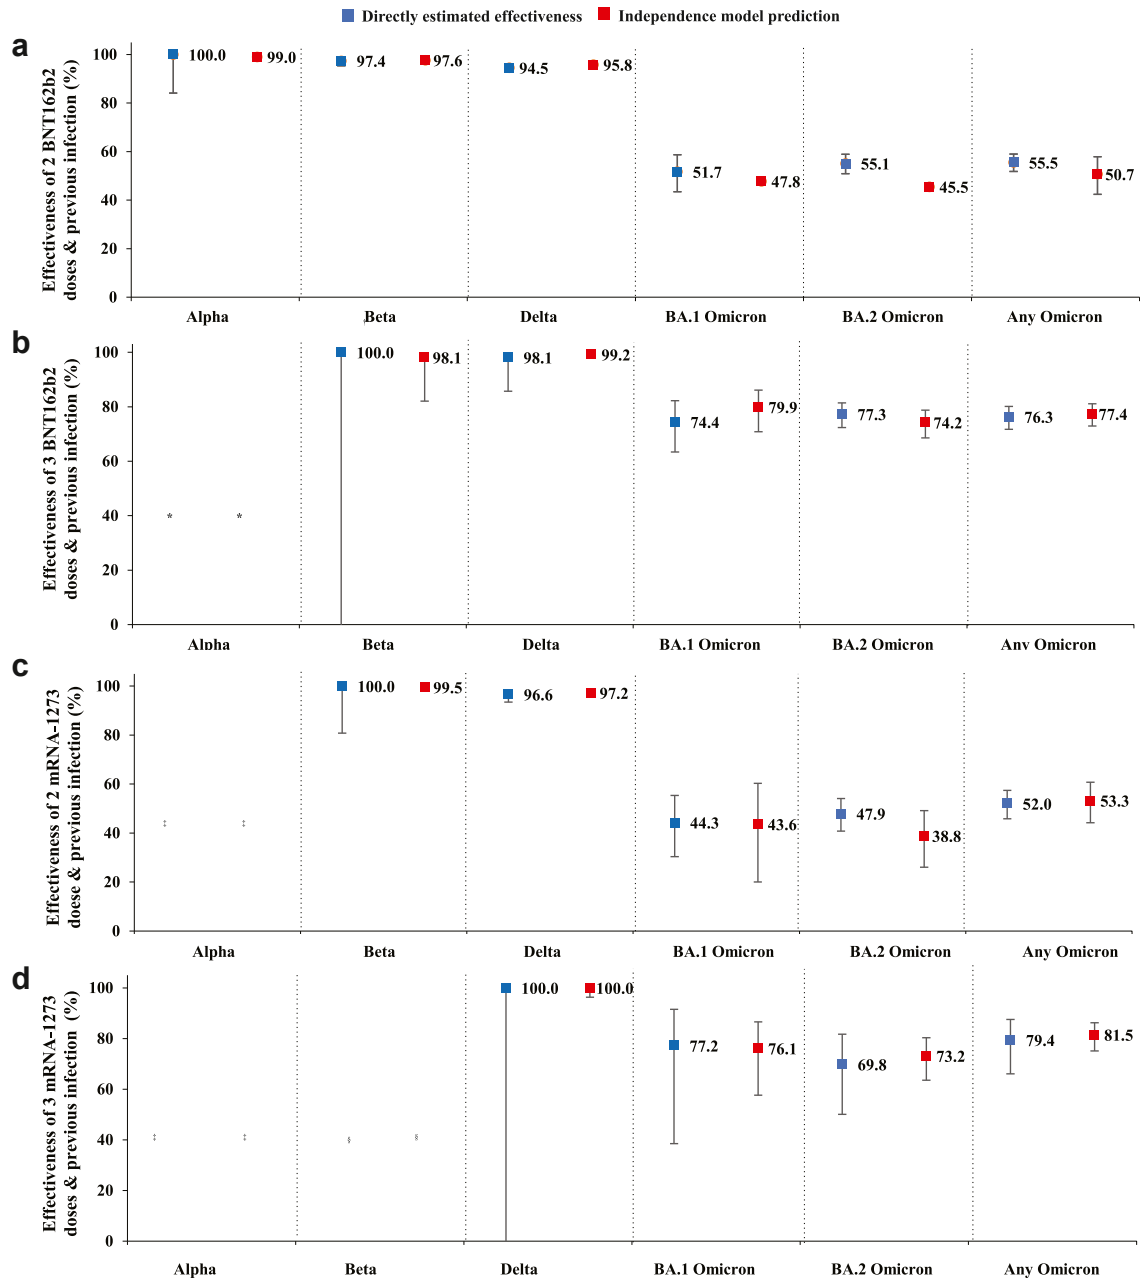 Directly estimated effectiveness Independence model prediction
a
Effectiveness of 2 BNT162b2
doses & previous infection (%)
100
80
60
40
20
0
100.0 99.0 97.4 97.6 94.5 95.8 51.7 47.8 55.1 45.5 55.5 50.7
Alpha Beta Delta BA.1 Omicron BA.2 Omicron Any Omicron
b
Effectiveness of 3 BNT162b2
doses & previous infection (%)
100
80
60
40
20
0
* * 100.0 98.1 98.1 99.2 74.4 79.9 77.3 74.2 76.3 77.4
Alpha Beta Delta BA.1 Omicron BA.2 Omicron Any Omicron
c
Effectiveness of 2 mRNA-1273
doese & previous infection (%)
100
80
60
40
20
0
‡ ‡ 100.0 99.5 96.6 97.2 44.3 43.6 47.9 38.8 52.0 53.3
Alpha Beta Delta BA.1 Omicron BA.2 Omicron Any Omicron
d
Effectiveness of 3 mRNA-1273
doses & previous infection (%)
100
80
60
40
20
0
‡ ‡ § § 100.0 100.0 77.2 76.1 69.8 73.2 79.4 81.5
Alpha Beta Delta BA.1 Omicron BA.2 Omicron Any Omicron